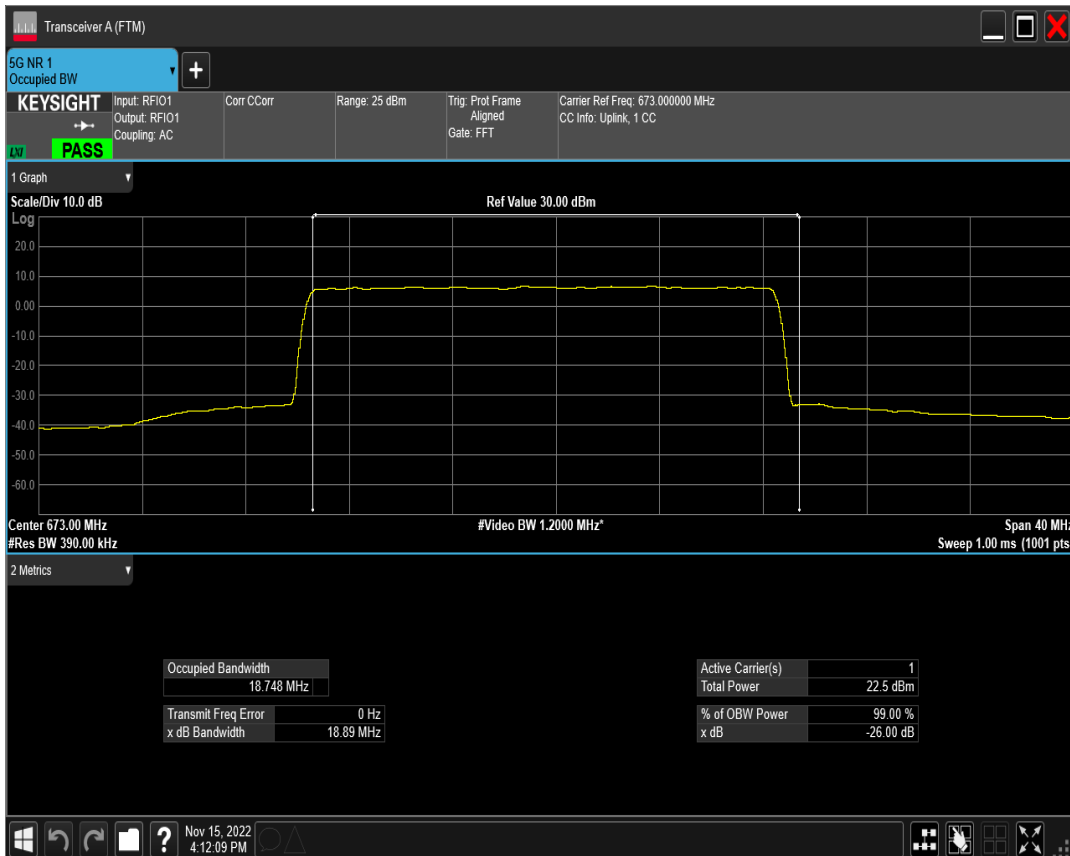 Transceiver A (FTM)
5G NR 1
Occupied BW
+
KEYSIGHT
LXI
PASS
Input: RFIO1
Output: RFIO1
Coupling: AC
Corr CCorr
Range: 25 dBm
Trig: Prot Frame
Aligned
Gate: FFT
Carrier Ref Freq: 673.000000 MHz
CC Info: Uplink, 1 CC
1 Graph
Scale/Div 10.0 dB
Ref Value 30.00 dBm
Log
20.0
10.0
0.00
-10.0
-20.0
-30.0
-40.0
-50.0
-60.0
Center 673.00 MHz
#Video BW 1.2000 MHz*
Span 40 MHz
#Res BW 390.00 kHz
Sweep 1.00 ms (1001 pts
2 Metrics
Occupied Bandwidth
18.748 MHz
Transmit Freq Error 0 Hz
x dB Bandwidth 18.89 MHz
Active Carrier(s) 1
Total Power 22.5 dBm
% of OBW Power 99.00 %
x dB -26.00 dB
?
Nov 15, 2022
4:12:09 PM